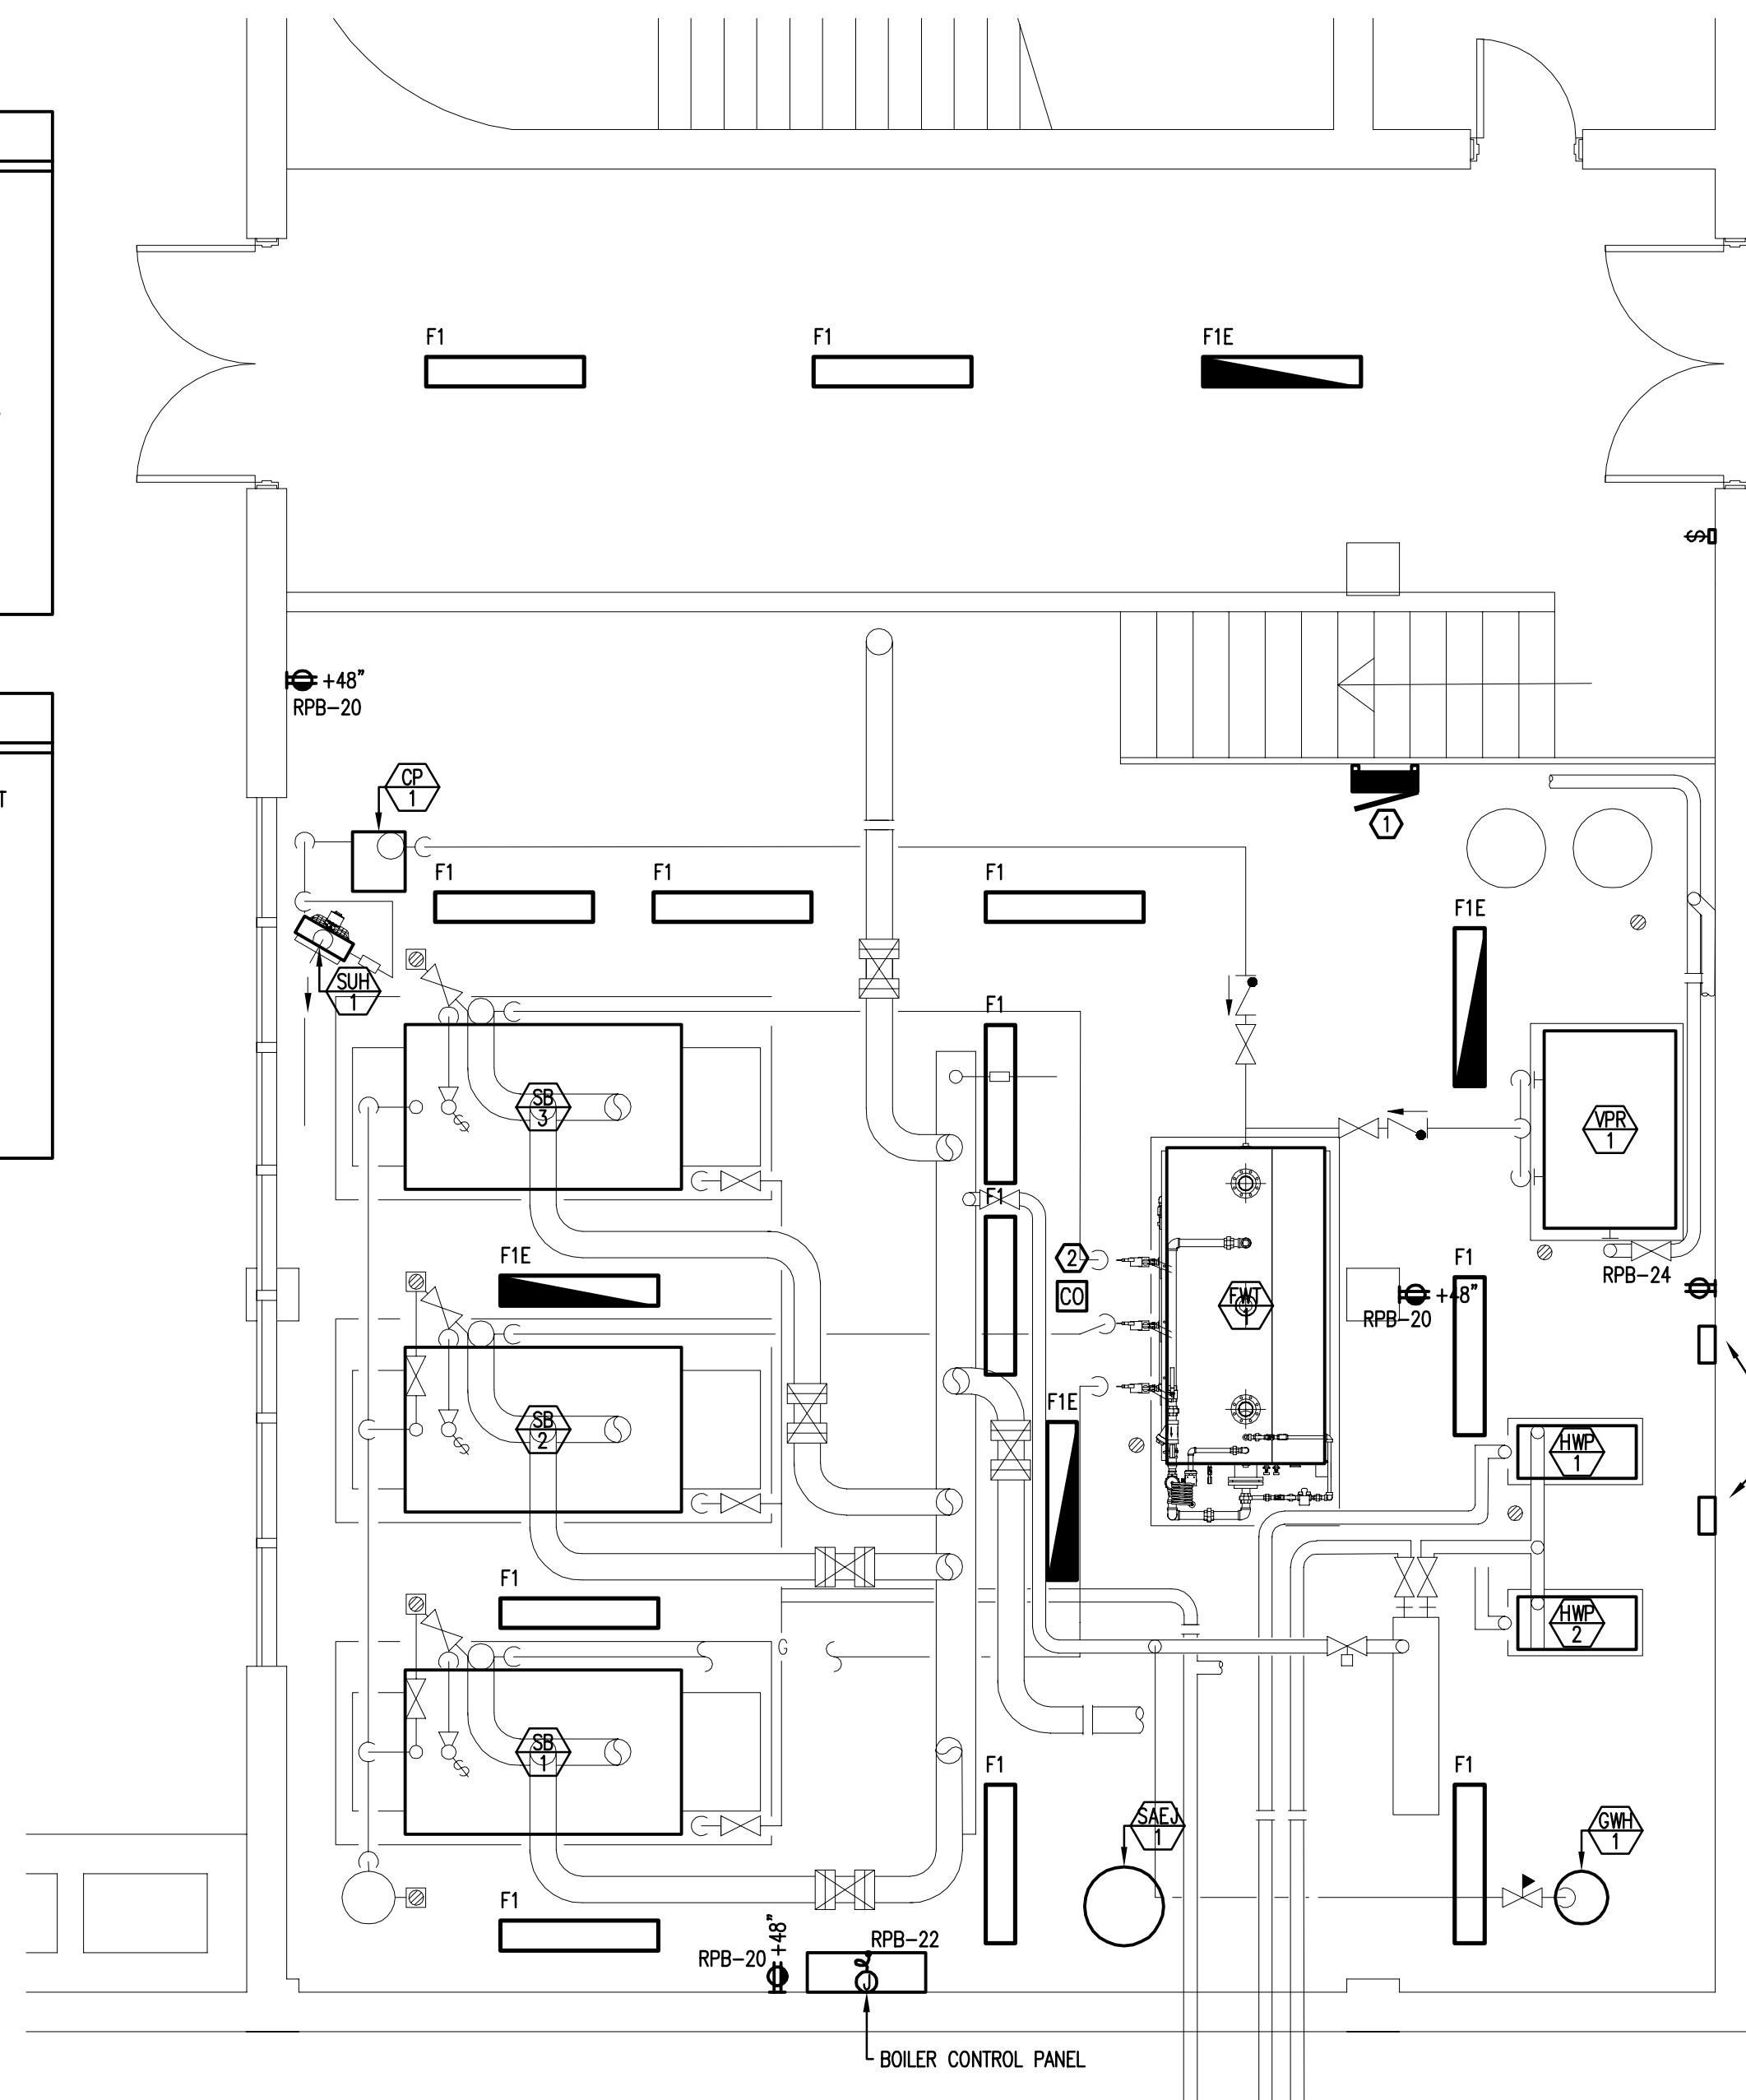 F1
F1
F1E
S
+48"
RPB-20
CP
1
1
F1
F1
F1
F1E
SUH
1
F1
SB
3
VPR
1
F1
F1E
2
F1
CO
RPB-24
FWT
1
+48"
RPB-20
F1E
SB
2
HWP
1
F1
HWP
2
G
SB
1
F1
F1
SAEJ
1
GWH
1
F1
RPB-20
+48"
RPB-22
J
BOILER CONTROL PANEL